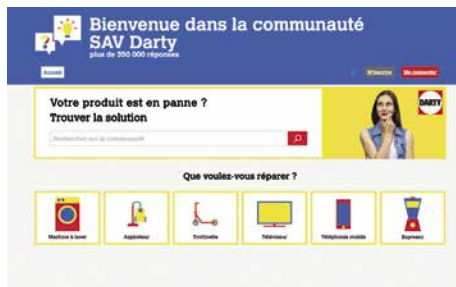 Bienvenue dans la communauté
SAV Darty
plus de 350 000 réponses
Accueil
M'inscrire
Me connecter
Votre produit est en panne ?
Trouver la solution
Rechercher sur la communauté
DARTY
Que voulez-vous réparer ?
Machine à laver
Aspirateur
Trottinette
Téléviseur
Téléphonie mobile
Expresso